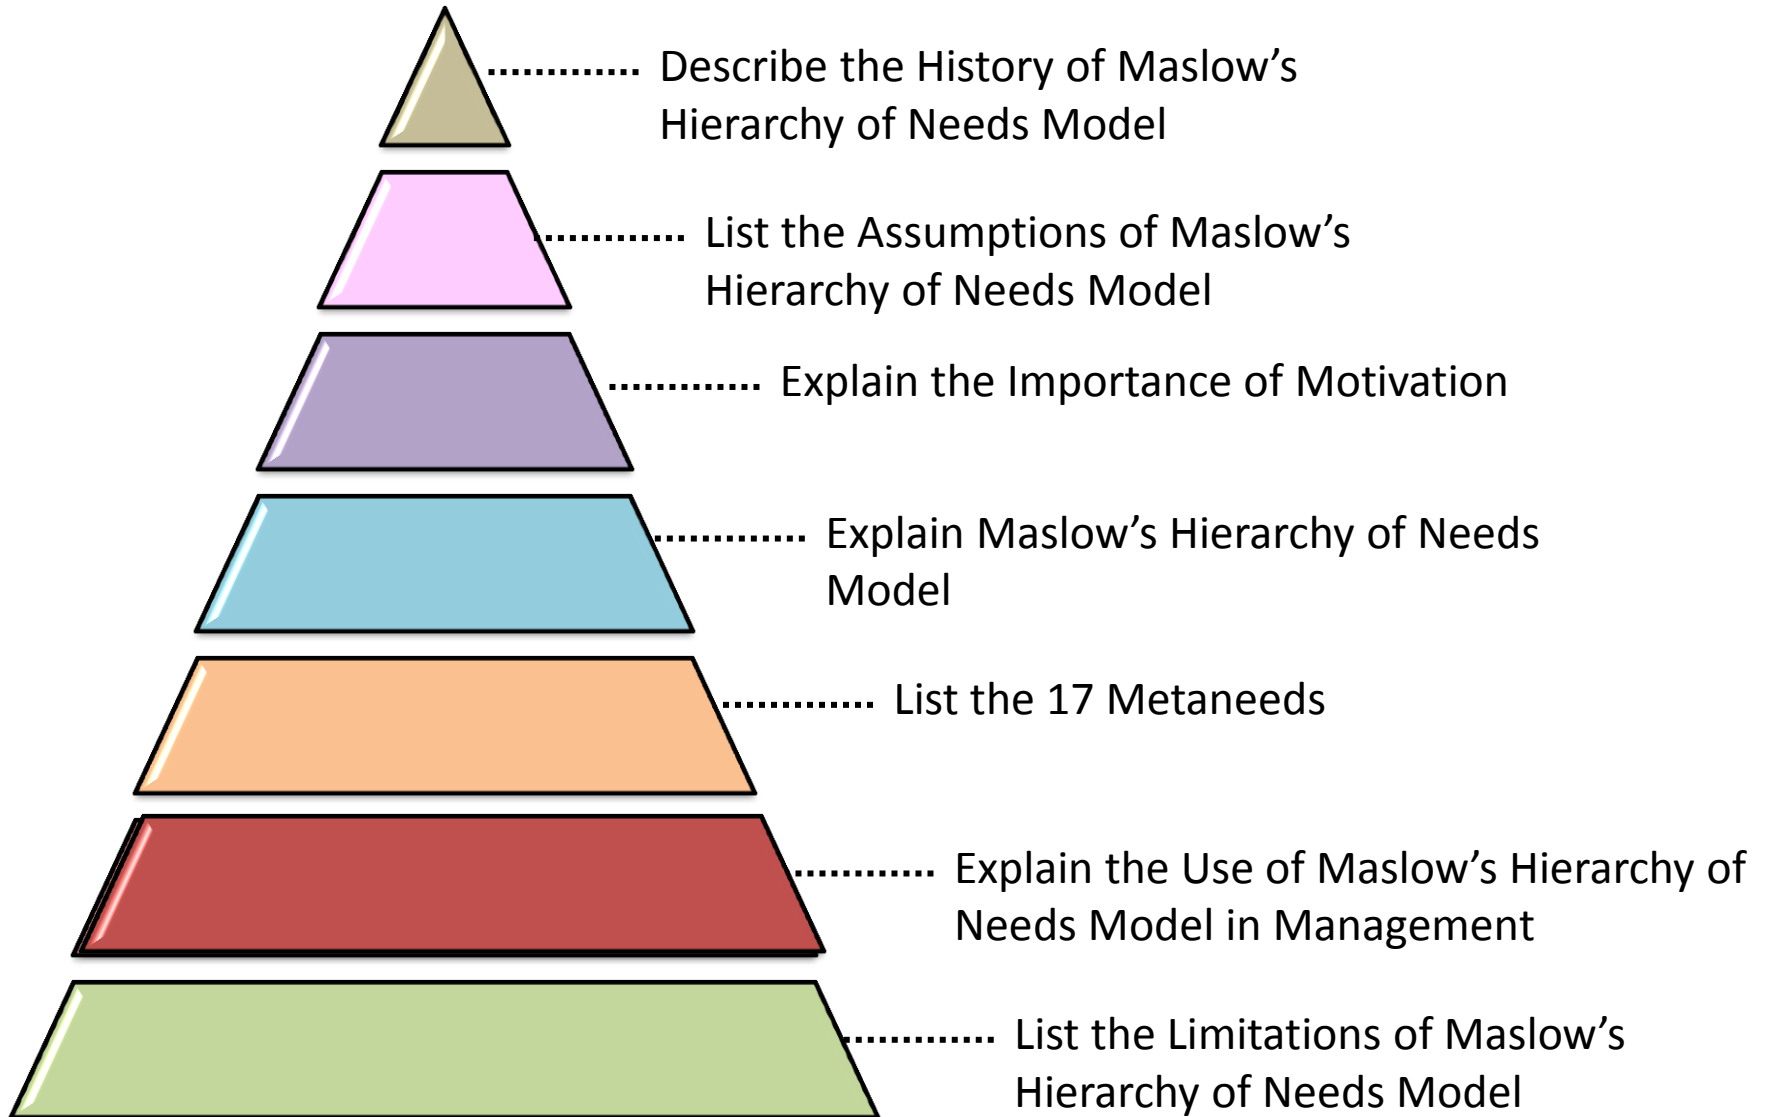 Describe the History of Maslow’s
Hierarchy of Needs Model
List the Assumptions of Maslow’s
Hierarchy of Needs Model
Explain the Importance of Motivation
Explain Maslow’s Hierarchy of Needs
Model
List the 17 Metaneeds
Explain the Use of Maslow’s Hierarchy of
Needs Model in Management
List the Limitations of Maslow’s
Hierarchy of Needs Model